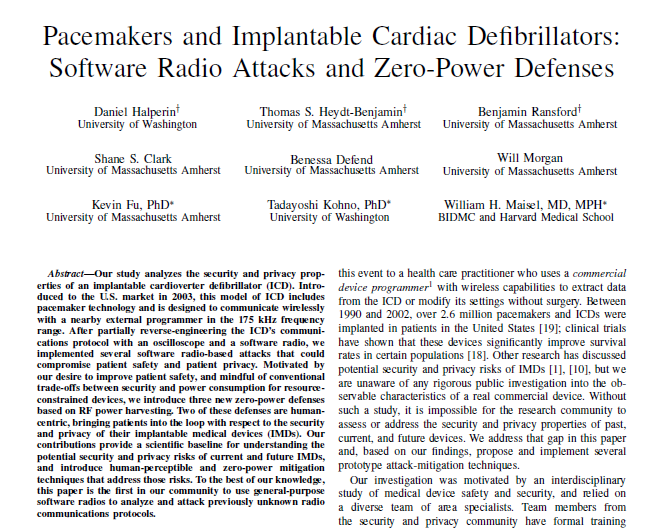 Pacemakers and Implantable Cardiac Defibrillators:
Software Radio Attacks and Zero-Power Defenses
Daniel Halperin†
University of Washington
Thomas S. Heydt-Benjamin†
University of Massachusetts Amherst
Benjamin Ransford†
University of Massachusetts Amherst
Shane S. Clark
University of Massachusetts Amherst
Benessa Defend
University of Massachusetts Amherst
Will Morgan
University of Massachusetts Amherst
Kevin Fu, PhD*
University of Massachusetts Amherst
Tadayoshi Kohno, PhD*
University of Washington
William H. Maisel, MD, MPH*
BIDMC and Harvard Medical School
Abstract—Our study analyzes the security and privacy prop-
erties of an implantable cardioverter defibrillator (ICD). Intro-
duced to the U.S. market in 2003, this model of ICD includes
pacemaker technology and is designed to communicate wirelessly
with a nearby external programmer in the 175 kHz frequency
range. After partially reverse-engineering the ICD's communi-
cations protocol with an oscilloscope and a software radio, we
implemented several software radio-based attacks that could
compromise patient safety and patient privacy. Motivated by
our desire to improve patient safety, and mindful of conventional
trade-offs between security and power consumption for resource-
constrained devices, we introduce three new zero-power defenses
based on RF power harvesting. Two of these defenses are human-
centric, bringing patients into the loop with respect to the security
and privacy of their implantable medical devices (IMDs). Our
contributions provide a scientific baseline for understanding the
potential security and privacy risks of current and future IMDs,
and introduce human-perceptible and zero-power mitigation
techniques that address those risks. To the best of our knowledge,
this paper is the first in our community to use general-purpose
software radios to analyze and attack previously unknown radio
communications protocols.
this event to a health care practitioner who uses a commercial
device programmer1 with wireless capabilities to extract data
from the ICD or modify its settings without surgery. Between
1990 and 2002, over 2.6 million pacemakers and ICDs were
implanted in patients in the United States [19]; clinical trials
have shown that these devices significantly improve survival
rates in certain populations [18]. Other research has discussed
potential security and privacy risks of IMDs [1], [10], but we
are unaware of any rigorous public investigation into the ob-
servable characteristics of a real commercial device. Without
such a study, it is impossible for the research community to
assess or address the security and privacy properties of past,
current, and future devices. We address that gap in this paper
and, based on our findings, propose and implement several
prototype attack-mitigation techniques.
Our investigation was motivated by an interdisciplinary
study of medical device safety and security, and relied on
a diverse team of area specialists. Team members from
the security and privacy community have formal training